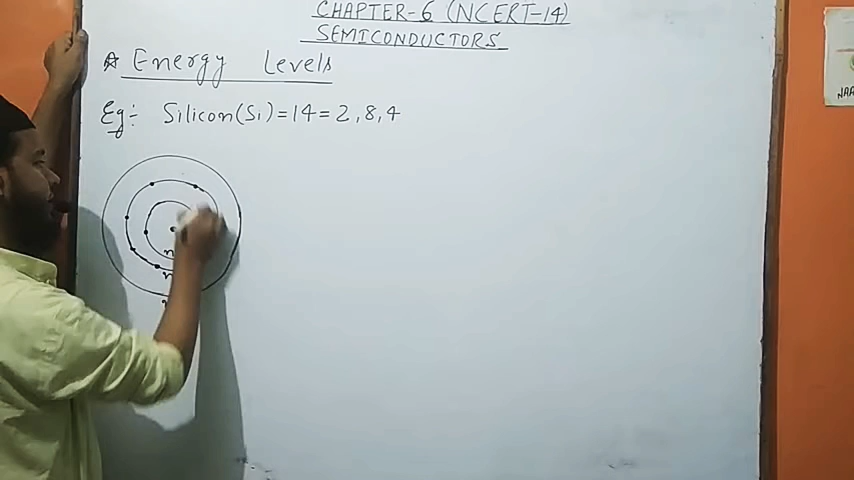 CHAPTER-6 (NCERT-14)
SEMICONDUCTORS
☆ Energy Levels
Eg:- Silicon(Si)=14=2,8,4
n
n